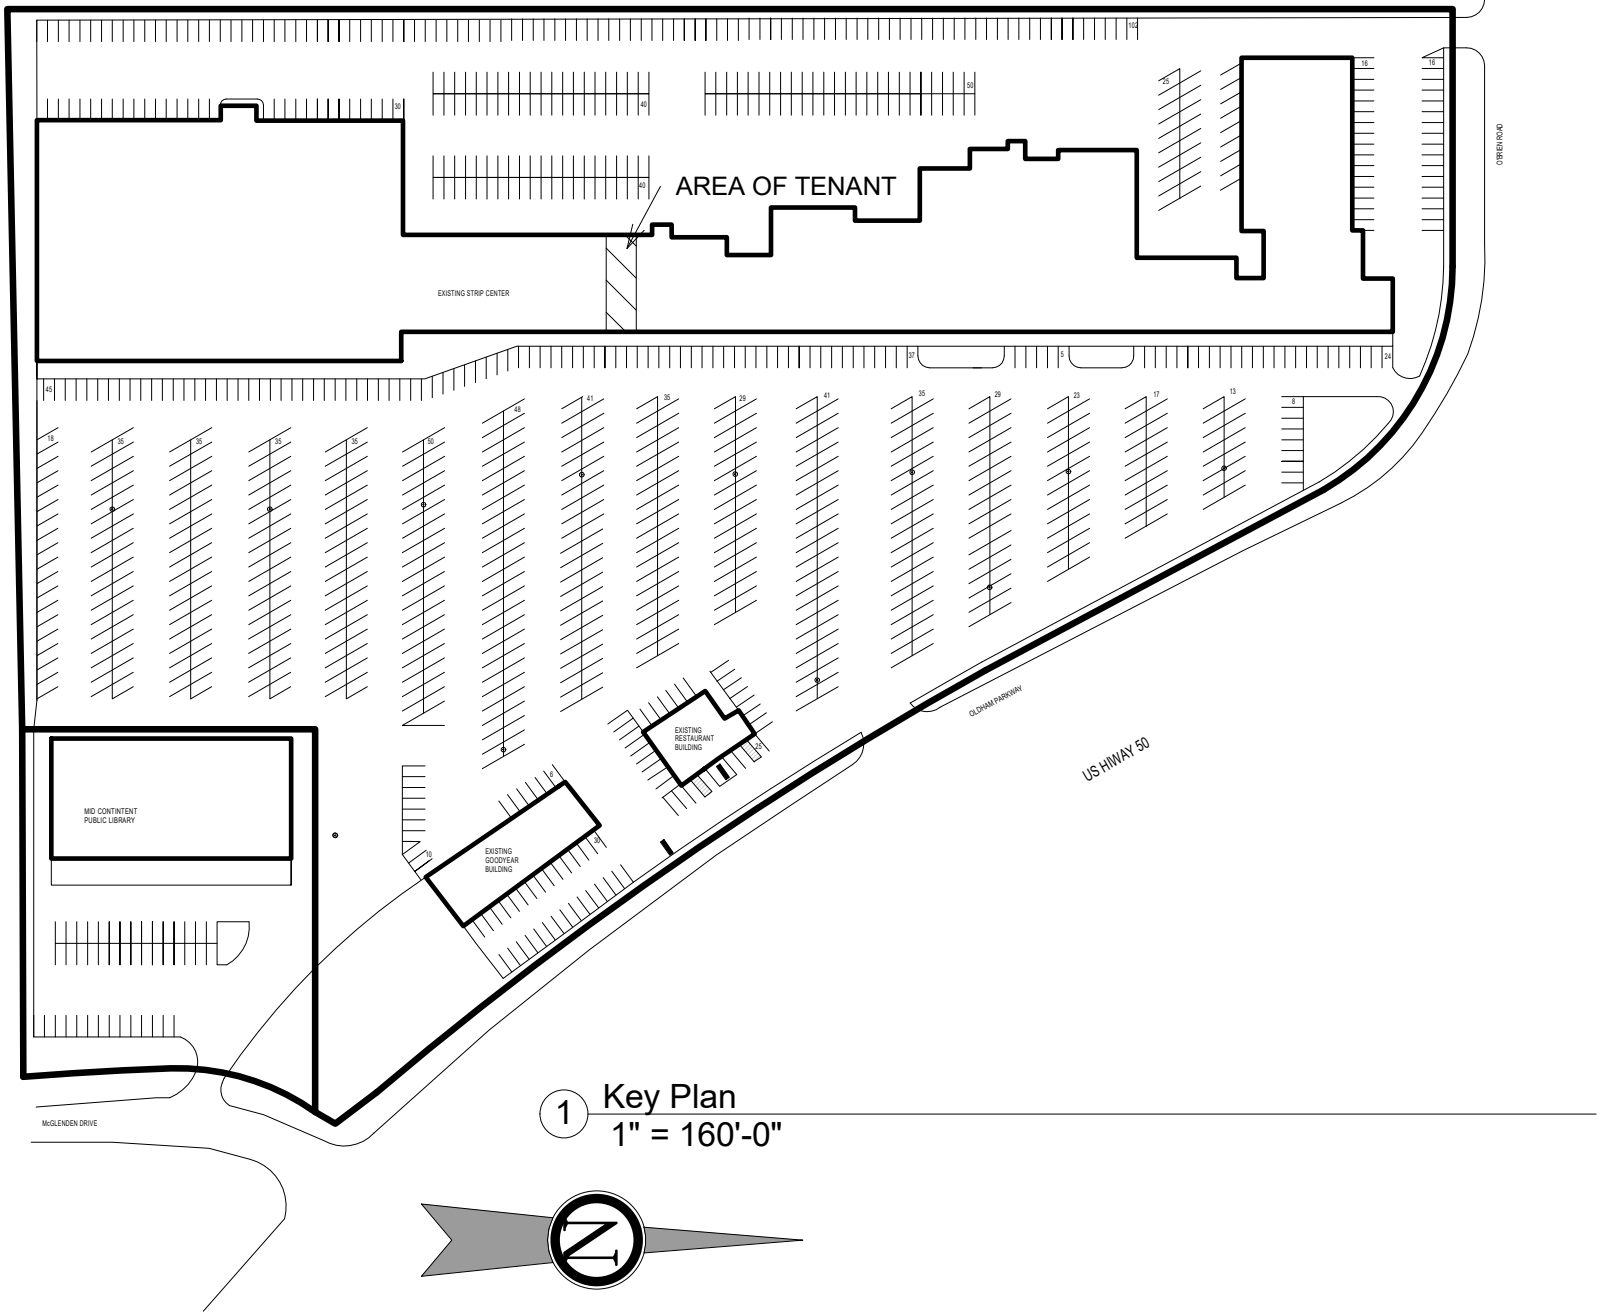 102
30
40
50
25
16
16
O'BRIEN ROAD
40
AREA OF TENANT
EXISTING STRIP CENTER
45
37
5
24
18
35
35
35
35
50
48
41
35
29
41
35
29
23
17
13
8
EXISTING
RESTAURANT
BUILDING
25
OLDHAM PARKWAY
US HIWAY 50
MID CONTINTENT
PUBLIC LIBRARY
6
10
30
EXISTING
GOODYEAR
BUILDING
McGLENDEN DRIVE
1
Key Plan
1" = 160'-0"
N